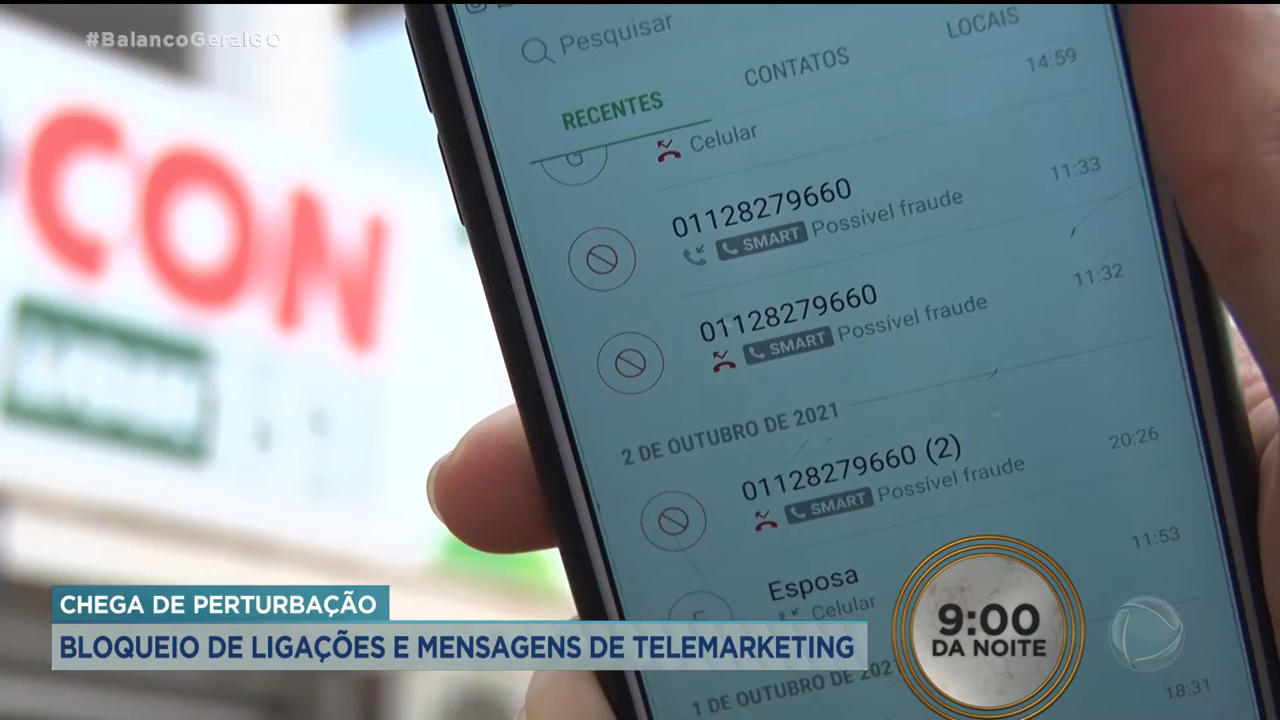 #BalancoGeralGO
CON
Pesquisar
RECENTES
CONTATOS
LOCAIS
Celular
14:59
01128279660
SMART Possível fraude
11:33
01128279660
SMART Possível fraude
11:32
2 DE OUTUBRO DE 2021
01128279660 (2)
SMART Possível fraude
20:26
Esposa
Celular
11:53
1 DE OUTUBRO DE 2021
18:31
CHEGA DE PERTURBAÇÃO
BLOQUEIO DE LIGAÇÕES E MENSAGENS DE TELEMARKETING
9:00
DA NOITE